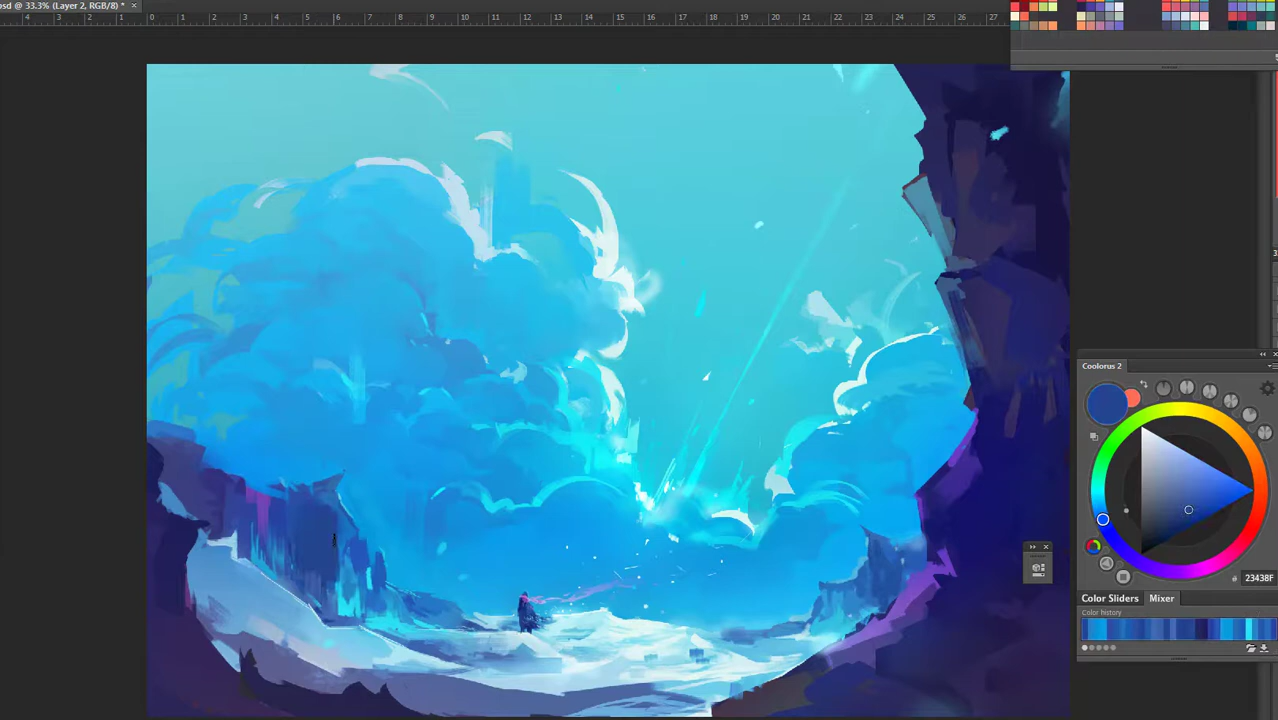 osd @ 33.3% (Layer 2, RGB/8) * ×
4 3 2 1 0 1 2 3 4 5 6 7 8 9 10 11 12 13 14 15 16 17 18 19 20 21 22 23 24 25 26 27
Coolorus 2
# 23438F
Color Sliders Mixer
Color history